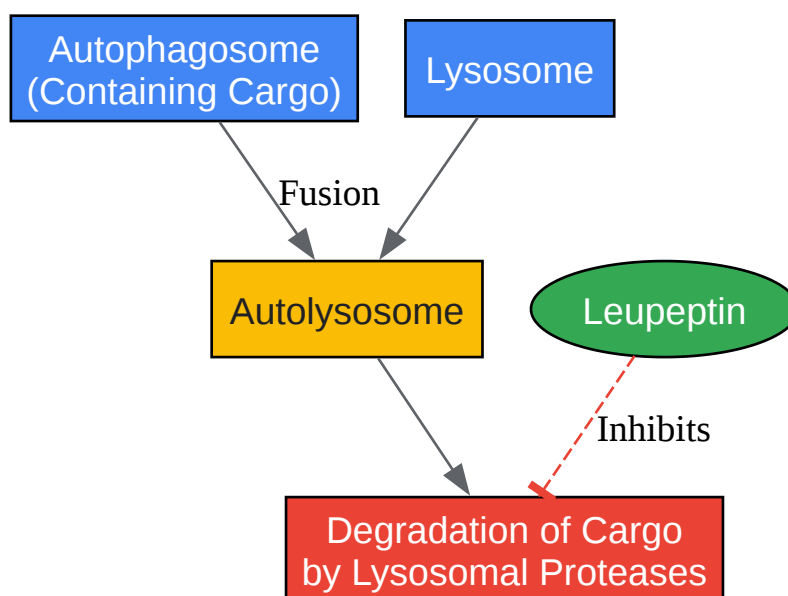 Autophagosome
(Containing Cargo)
Lysosome
Fusion
Autolysosome
Leupeptin
Inhibits
Degradation of Cargo
by Lysosomal Proteases